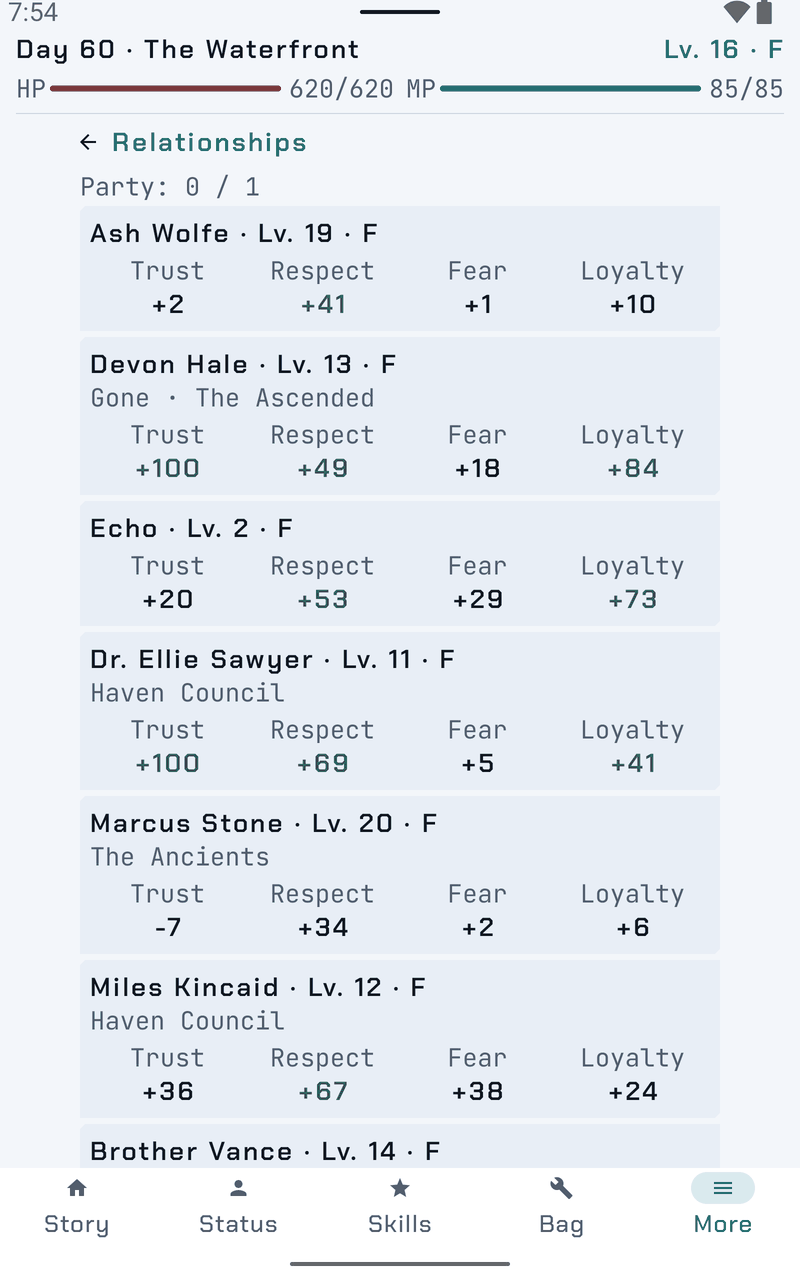 7:54
Day 60 · The Waterfront Lv. 16 · F
HP 620/620 MP 85/85
← Relationships
Party: 0 / 1
Ash Wolfe · Lv. 19 · F
Trust Respect Fear Loyalty
+2 +41 +1 +10
Devon Hale · Lv. 13 · F
Gone · The Ascended
Trust Respect Fear Loyalty
+100 +49 +18 +84
Echo · Lv. 2 · F
Trust Respect Fear Loyalty
+20 +53 +29 +73
Dr. Ellie Sawyer · Lv. 11 · F
Haven Council
Trust Respect Fear Loyalty
+100 +69 +5 +41
Marcus Stone · Lv. 20 · F
The Ancients
Trust Respect Fear Loyalty
-7 +34 +2 +6
Miles Kincaid · Lv. 12 · F
Haven Council
Trust Respect Fear Loyalty
+36 +67 +38 +24
Brother Vance · Lv. 14 · F
Story Status Skills Bag More